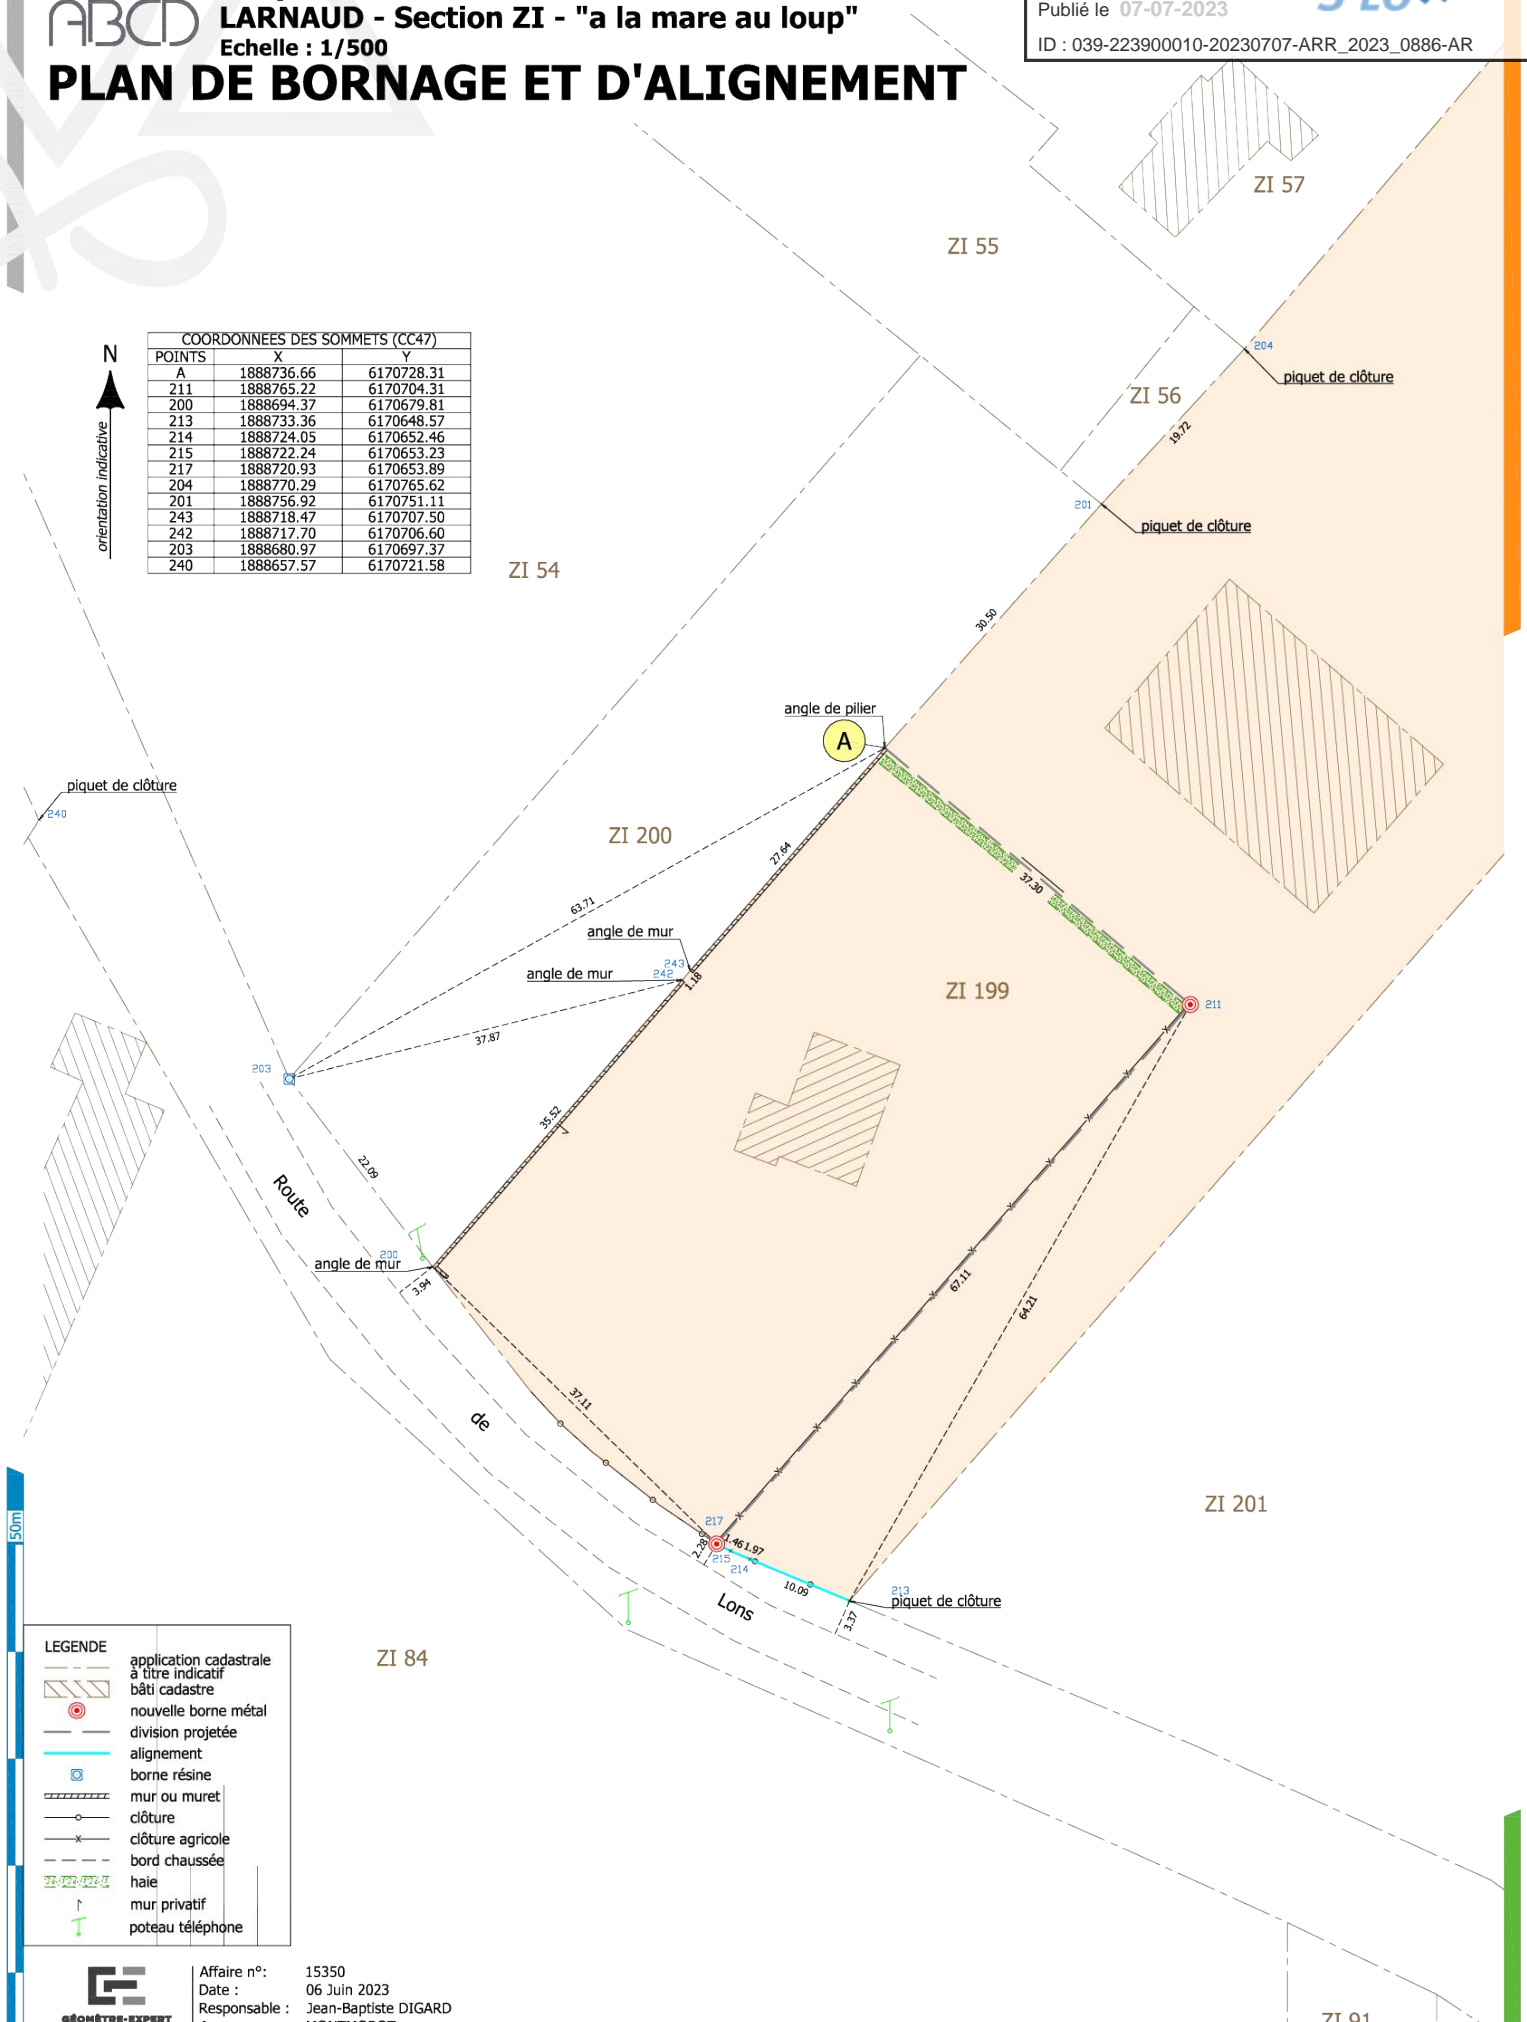 ABCD
LARNAUD - Section ZI - "a la mare au loup"
Echelle : 1/500
PLAN DE BORNAGE ET D'ALIGNEMENT
Publié le 07-07-2023
ID : 039-223900010-20230707-ARR_2023_0886-AR
ZI 57
ZI 55
N
orientation indicative
COORDONNEES DES SOMMETS (CC47)
POINTS X Y
A 1888736.66 6170728.31
211 1888765.22 6170704.31
200 1888694.37 6170679.81
213 1888733.36 6170648.57
214 1888724.05 6170652.46
215 1888722.24 6170653.23
217 1888720.93 6170653.89
204 1888770.29 6170765.62
201 1888756.92 6170751.11
243 1888718.47 6170707.50
242 1888717.70 6170706.60
203 1888680.97 6170697.37
240 1888657.57 6170721.58
204
piquet de clôture
ZI 56
19.72
201
piquet de clôture
ZI 54
30.50
angle de pilier
A
piquet de clôture
240
ZI 200
27.64
37.30
63.71
angle de mur
243
angle de mur
242
1.18
ZI 199
211
37.87
203
35.52
22.09
Route
200
angle de mur
3.94
67.11
64.21
37.11
de
ZI 201
217
2.28
1.46
1.97
215
214
10.09
213
piquet de clôture
3.37
Lons
50m
ZI 84
LEGENDE
application cadastrale
à titre indicatif
bâti cadastre
nouvelle borne métal
division projetée
alignement
borne résine
mur ou muret
clôture
clôture agricole
bord chaussée
haie
mur privatif
poteau téléphone
GÉOMÈTRE-EXPERT
Affaire n°: 15350
Date : 06 Juin 2023
Responsable : Jean-Baptiste DIGARD
ZI 91